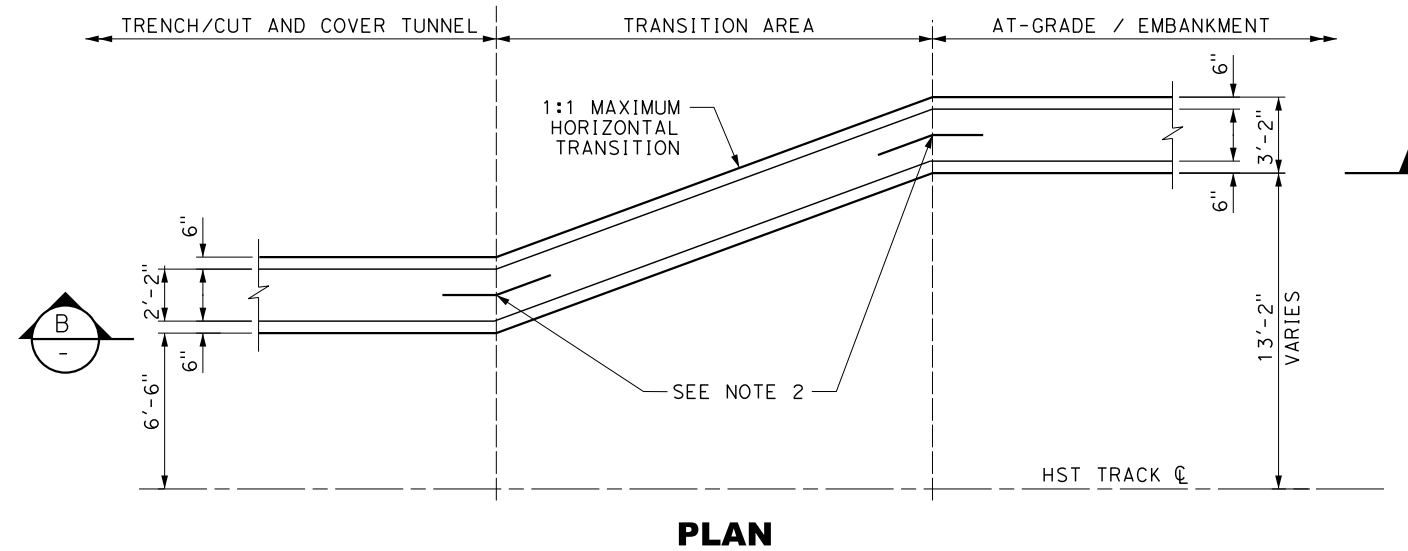 TRENCH/CUT AND COVER TUNNEL
TRANSITION AREA
AT-GRADE / EMBANKMENT
1:1 MAXIMUM
HORIZONTAL
TRANSITION
6"
3'-2"
6"
6"
2'-2"
6"
B
-
6'-6"
SEE NOTE 2
13'-2"
VARIES
HST TRACK ℄
PLAN